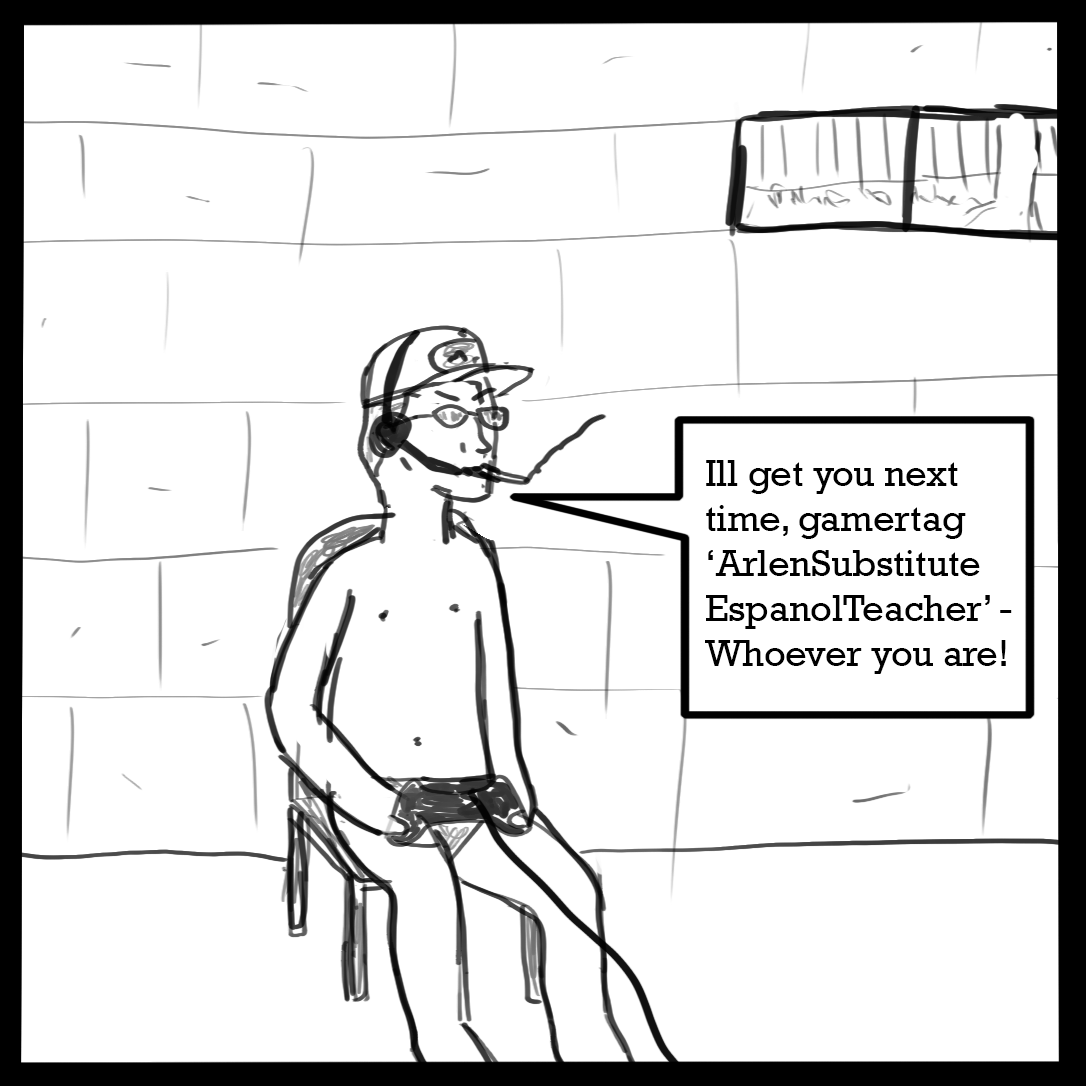 Ill get you next
time, gamertag
‘ArlenSubstitute
EspanolTeacher’ -
Whoever you are!